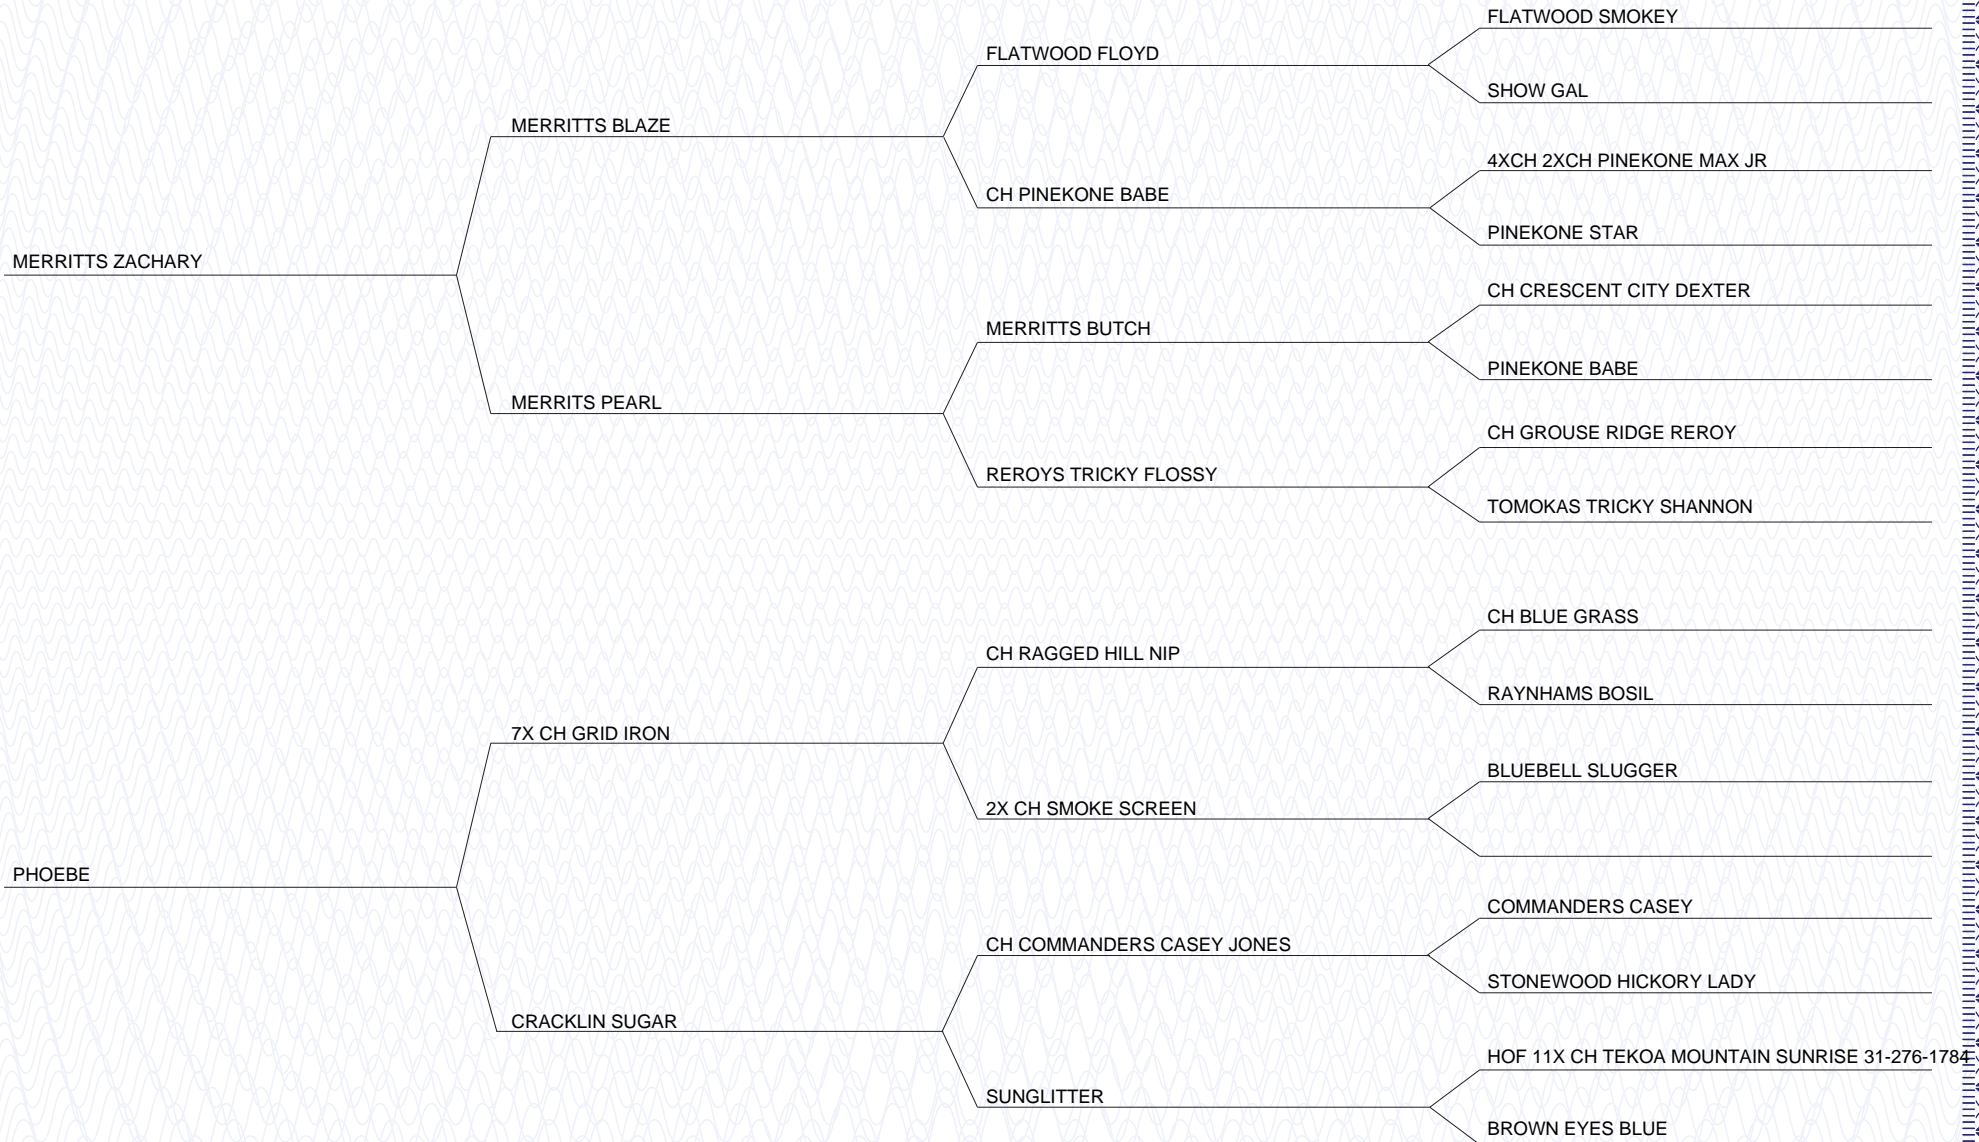 FLATWOOD SMOKEY
FLATWOOD FLOYD
SHOW GAL
MERRITTS BLAZE
4XCH 2XCH PINEKONE MAX JR
CH PINEKONE BABE
PINEKONE STAR
MERRITTS ZACHARY
CH CRESCENT CITY DEXTER
MERRITTS BUTCH
PINEKONE BABE
MERRITS PEARL
CH GROUSE RIDGE REROY
REROYS TRICKY FLOSSY
TOMOKAS TRICKY SHANNON
CH BLUE GRASS
CH RAGGED HILL NIP
RAYNHAMS BOSIL
7X CH GRID IRON
BLUEBELL SLUGGER
2X CH SMOKE SCREEN
PHOEBE
COMMANDERS CASEY
CH COMMANDERS CASEY JONES
STONEWOOD HICKORY LADY
CRACKLIN SUGAR
HOF 11X CH TEKOA MOUNTAIN SUNRISE 31-276-1784
SUNGLITTER
BROWN EYES BLUE